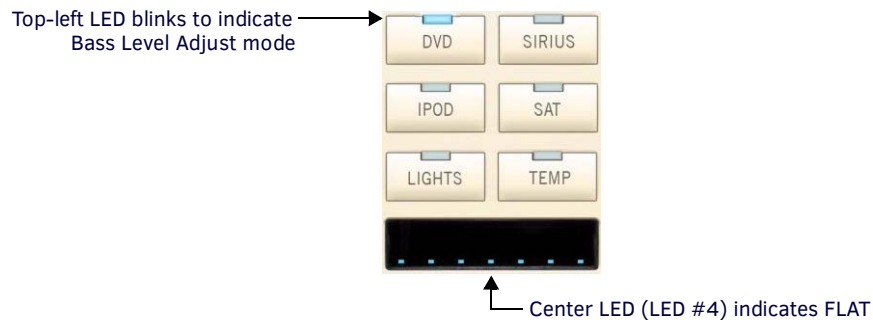 Top-left LED blinks to indicate
Bass Level Adjust mode
DVD SIRIUS
IPOD SAT
LIGHTS TEMP
Center LED (LED #4) indicates FLAT